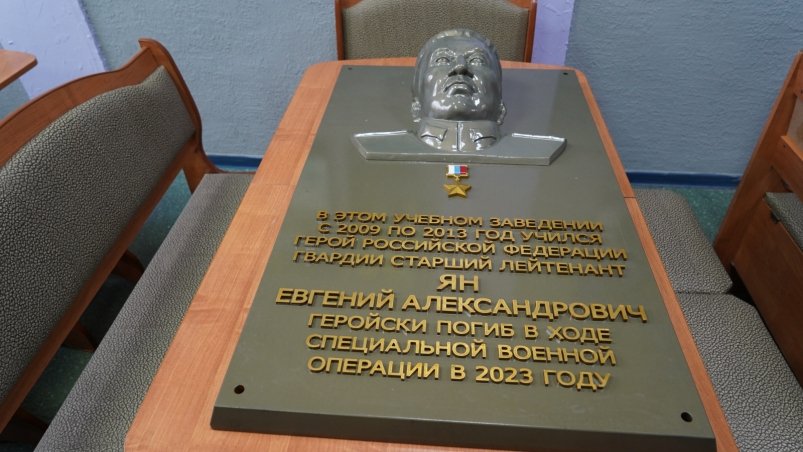 В ЭТОМ УЧЕБНОМ ЗАВЕДЕНИИ
С 2009 ПО 2013 ГОД УЧИЛСЯ
ГЕРОЙ РОССИЙСКОЙ ФЕДЕРАЦИИ
ГВАРДИИ СТАРШИЙ ЛЕЙТЕНАНТ
ЯН
ЕВГЕНИЙ АЛЕКСАНДРОВИЧ
ГЕРОЙСКИ ПОГИБ В ХОДЕ
СПЕЦИАЛЬНОЙ ВОЕННОЙ
ОПЕРАЦИИ В 2023 ГОДУ